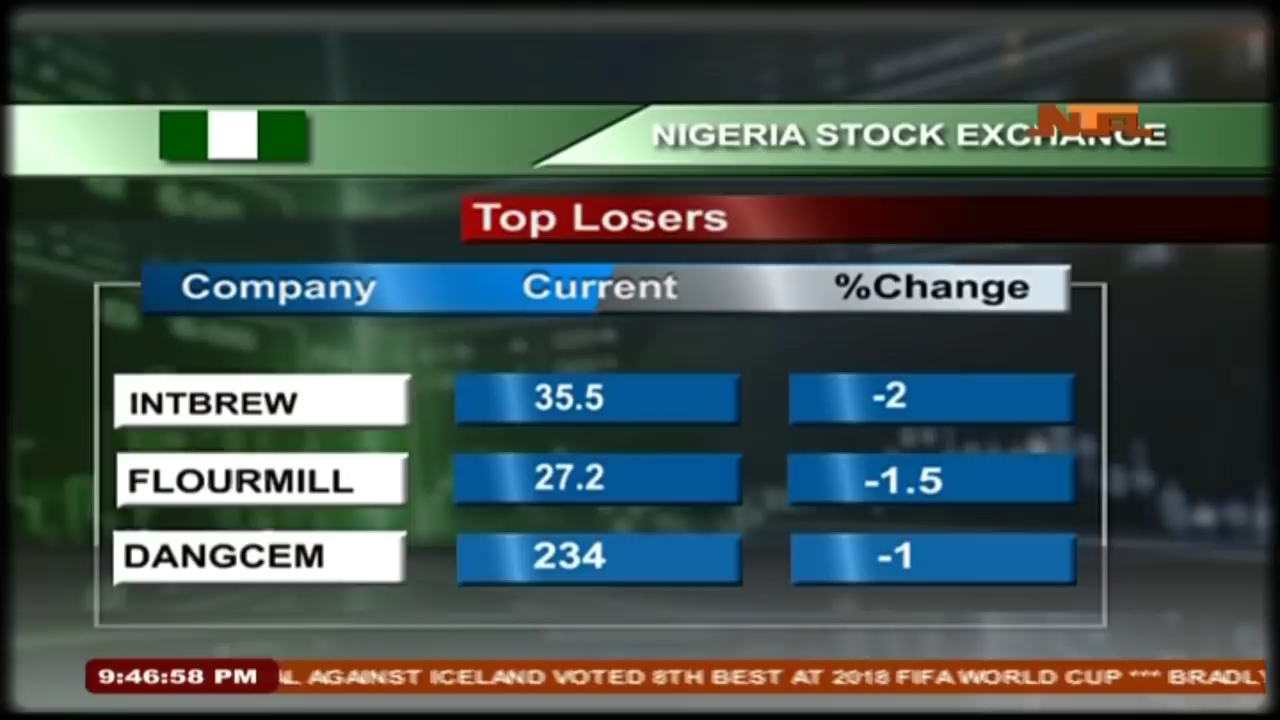 NTA
NIGERIA STOCK EXCHANGE
Top Losers
Company Current %Change
INTBREW 35.5 -2
FLOURMILL 27.2 -1.5
DANGCEM 234 -1
9:46:58 PM AGAINST ICELAND VOTED 8TH BEST AT 2018 FIFA WORLD CUP *** BRADLY